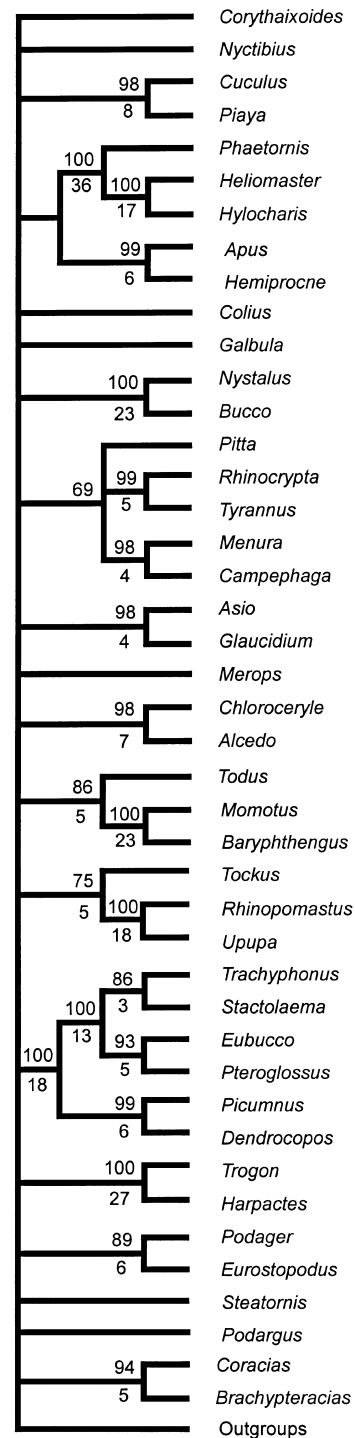 Corythaixoides
Nyctibius
98 Cuculus
8 Piaya
Phaetornis
100
36
100 Heliomaster
17 Hylocharis
99 Apus
6 Hemiprocne
Colius
Galbula
100 Nystalus
23 Bucco
Pitta
69
99 Rhinocrypta
5 Tyrannus
98 Menura
4 Campephaga
98 Asio
4 Glaucidium
Merops
98 Chloroceryle
7 Alcedo
Todus
86
5
100 Momotus
23 Baryphthengus
Tockus
75
5
100 Rhinopomastus
18 Upupa
86 Trachyphonus
3 Stactolaema
100
13
93 Eubucco
5 Pteroglossus
100
18
99 Picumnus
6 Dendrocopos
100 Trogon
27 Harpactes
89 Podager
6 Eurostopodus
Steatornis
Podargus
94 Coracias
5 Brachypteracias
Outgroups